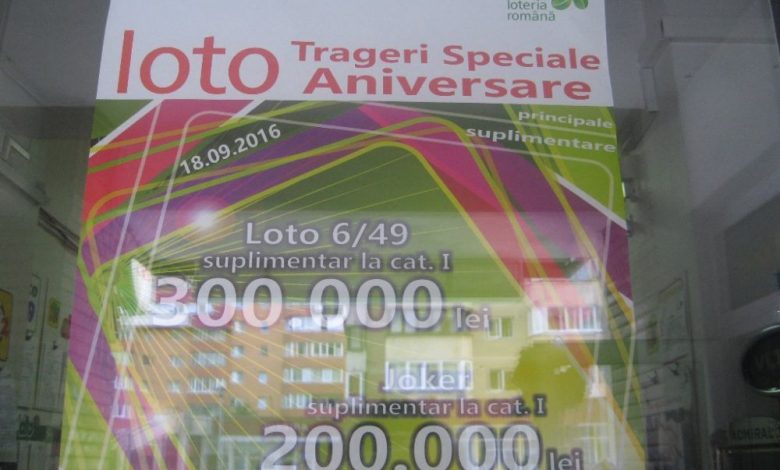 loteria
română
loto Trageri Speciale
Aniversare
principale
suplimentare
18.09.2016
Loto 6/49
suplimentar la cat. I
300 000 lei
Joker
suplimentar la cat. I
200.000 lei